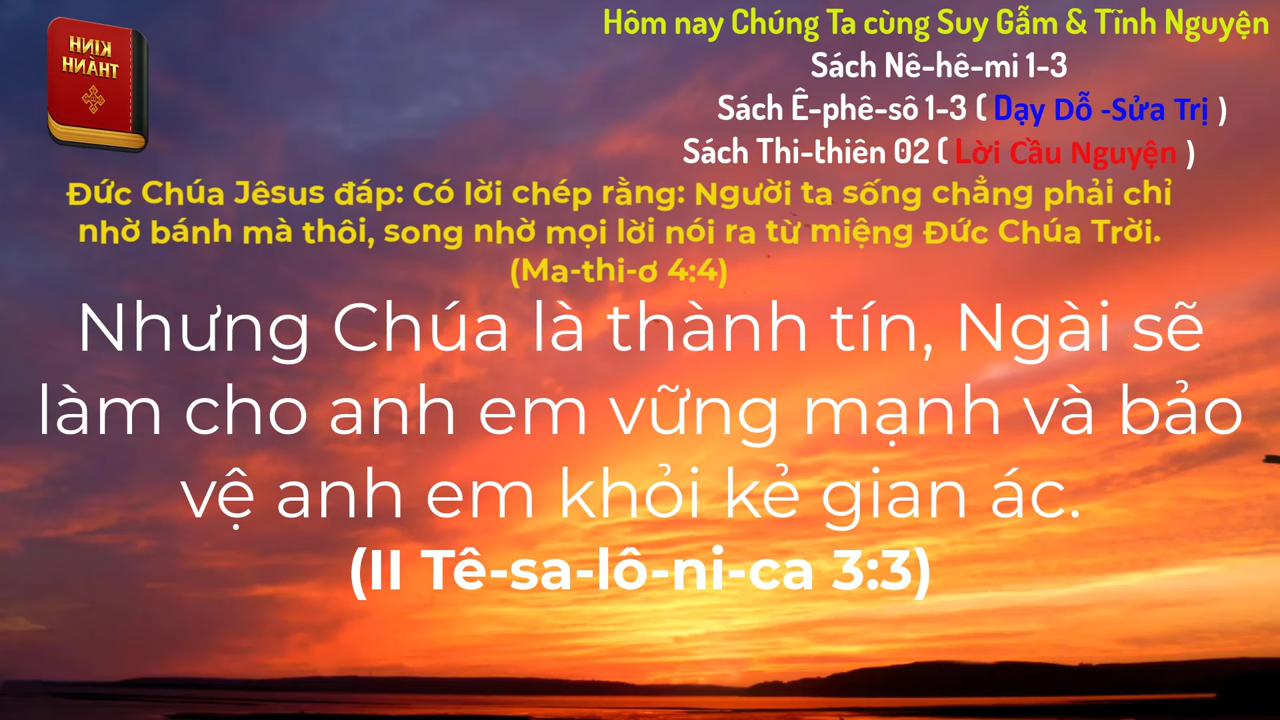 KINH
THÀNH
Hôm nay Chúng Ta cùng Suy Gẫm & Tĩnh Nguyện
Sách Nê-hê-mi 1-3
Sách Ê-phê-sô 1-3 ( Dạy Dỗ -Sửa Trị )
Sách Thi-thiên 02 ( Lời Cầu Nguyện )
Đức Chúa Jêsus đáp: Có lời chép rằng: Người ta sống chẳng phải chỉ
nhờ bánh mà thôi, song nhờ mọi lời nói ra từ miệng Đức Chúa Trời.
(Ma-thi-ơ 4:4)
Nhưng Chúa là thành tín, Ngài sẽ
làm cho anh em vững mạnh và bảo
vệ anh em khỏi kẻ gian ác.
(II Tê-sa-lô-ni-ca 3:3)